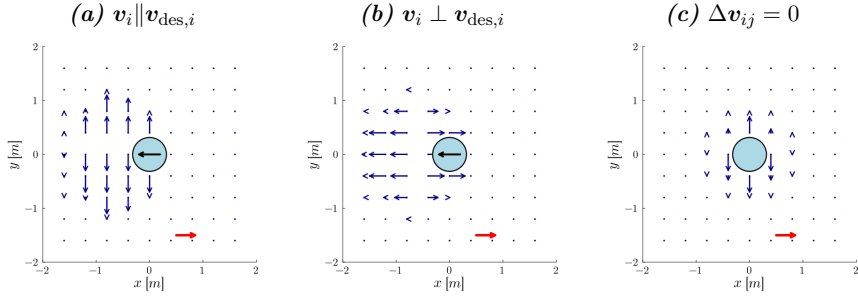 (a) v_i∥v_des,i
(b) v_i ⊥ v_des,i
(c) Δv_ij = 0
2
1
0
−1
−2
y [m]
−2 −1 0 1 2
x [m]
2
1
0
−1
−2
y [m]
−2 −1 0 1 2
x [m]
2
1
0
−1
−2
y [m]
−2 −1 0 1 2
x [m]